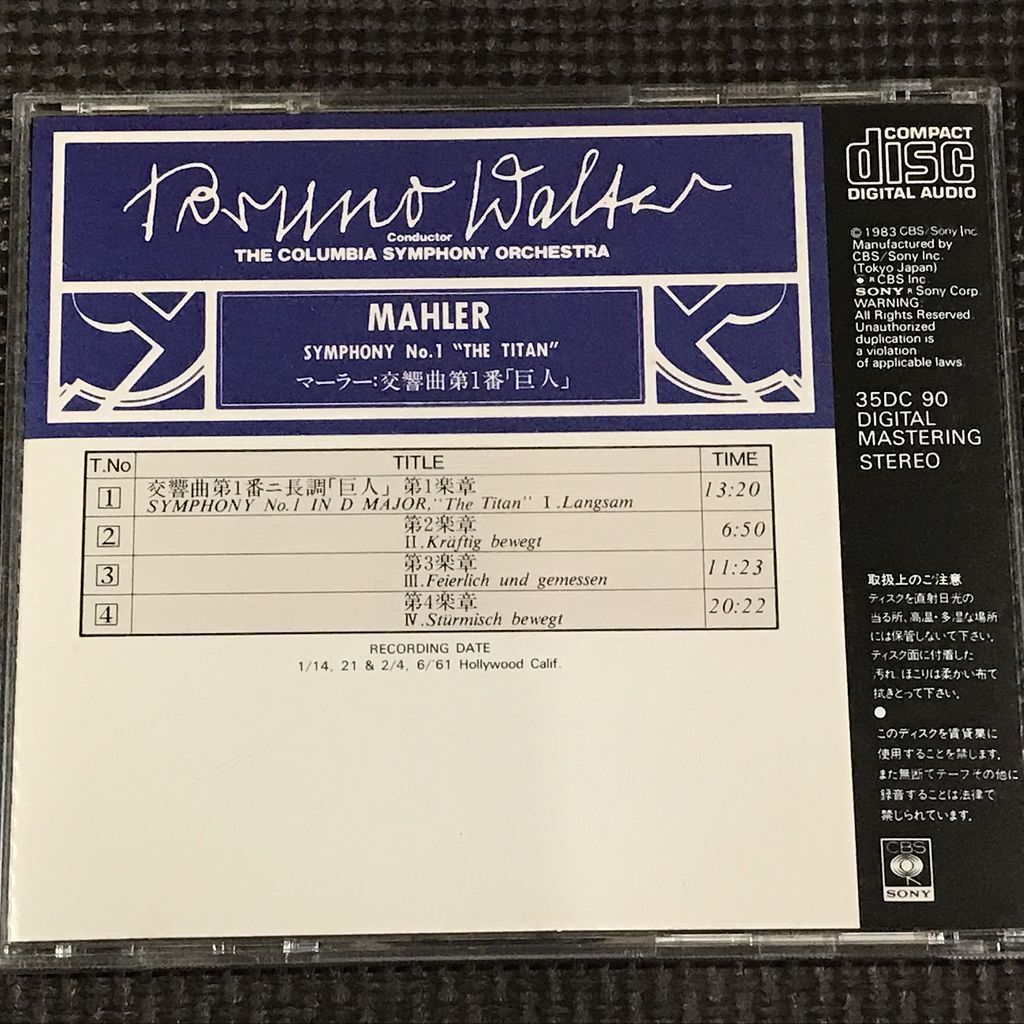 Bruno Walter
Conductor
THE COLUMBIA SYMPHONY ORCHESTRA
MAHLER
SYMPHONY No.1 "THE TITAN"
マーラー:交響曲第1番「巨人」
T.No TITLE TIME
1 交響曲第1番ニ長調「巨人」 第1楽章 13:20
SYMPHONY No.1 IN D MAJOR, "The Titan" I.Langsam
2 第2楽章 6:50
II.Kräftig bewegt
3 第3楽章 11:23
III.Feierlich und gemessen
4 第4楽章 20:22
IV.Stürmisch bewegt
RECORDING DATE
1/14, 21 & 2/4, 6/'61 Hollywood Calif.
COMPACT
disc
DIGITAL AUDIO
© 1983 CBS/Sony Inc.
Manufactured by
CBS/Sony Inc.
(Tokyo Japan)
® CBS Inc.
SONY ® Sony Corp.
WARNING:
All Rights Reserved.
Unauthorized
duplication is
a violation
of applicable laws.
35DC 90
DIGITAL
MASTERING
STEREO
取扱上のご注意
ディスクを直射日光の
当る所、高温・多湿な場所
には保管しないで下さい。
ディスク面に付着した
汚れ、ほこりは柔かい布で
拭きとって下さい。
●
このディスクを賃貸業に
使用することを禁じます。
また無断でテープその他に
録音することは法律で
禁じられています。
CBS
SONY